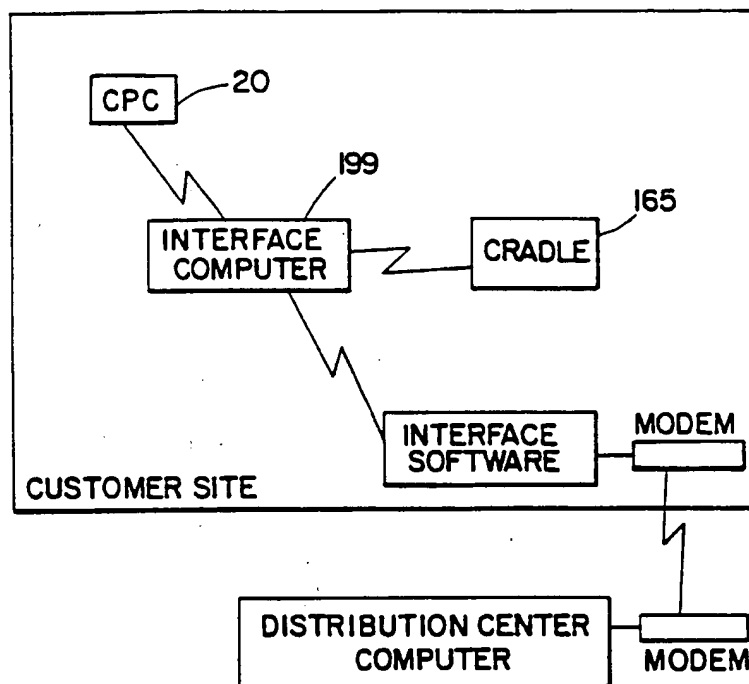 CPC
20
199
INTERFACE
COMPUTER
165
CRADLE
INTERFACE
SOFTWARE
MODEM
CUSTOMER SITE
DISTRIBUTION CENTER
COMPUTER
MODEM